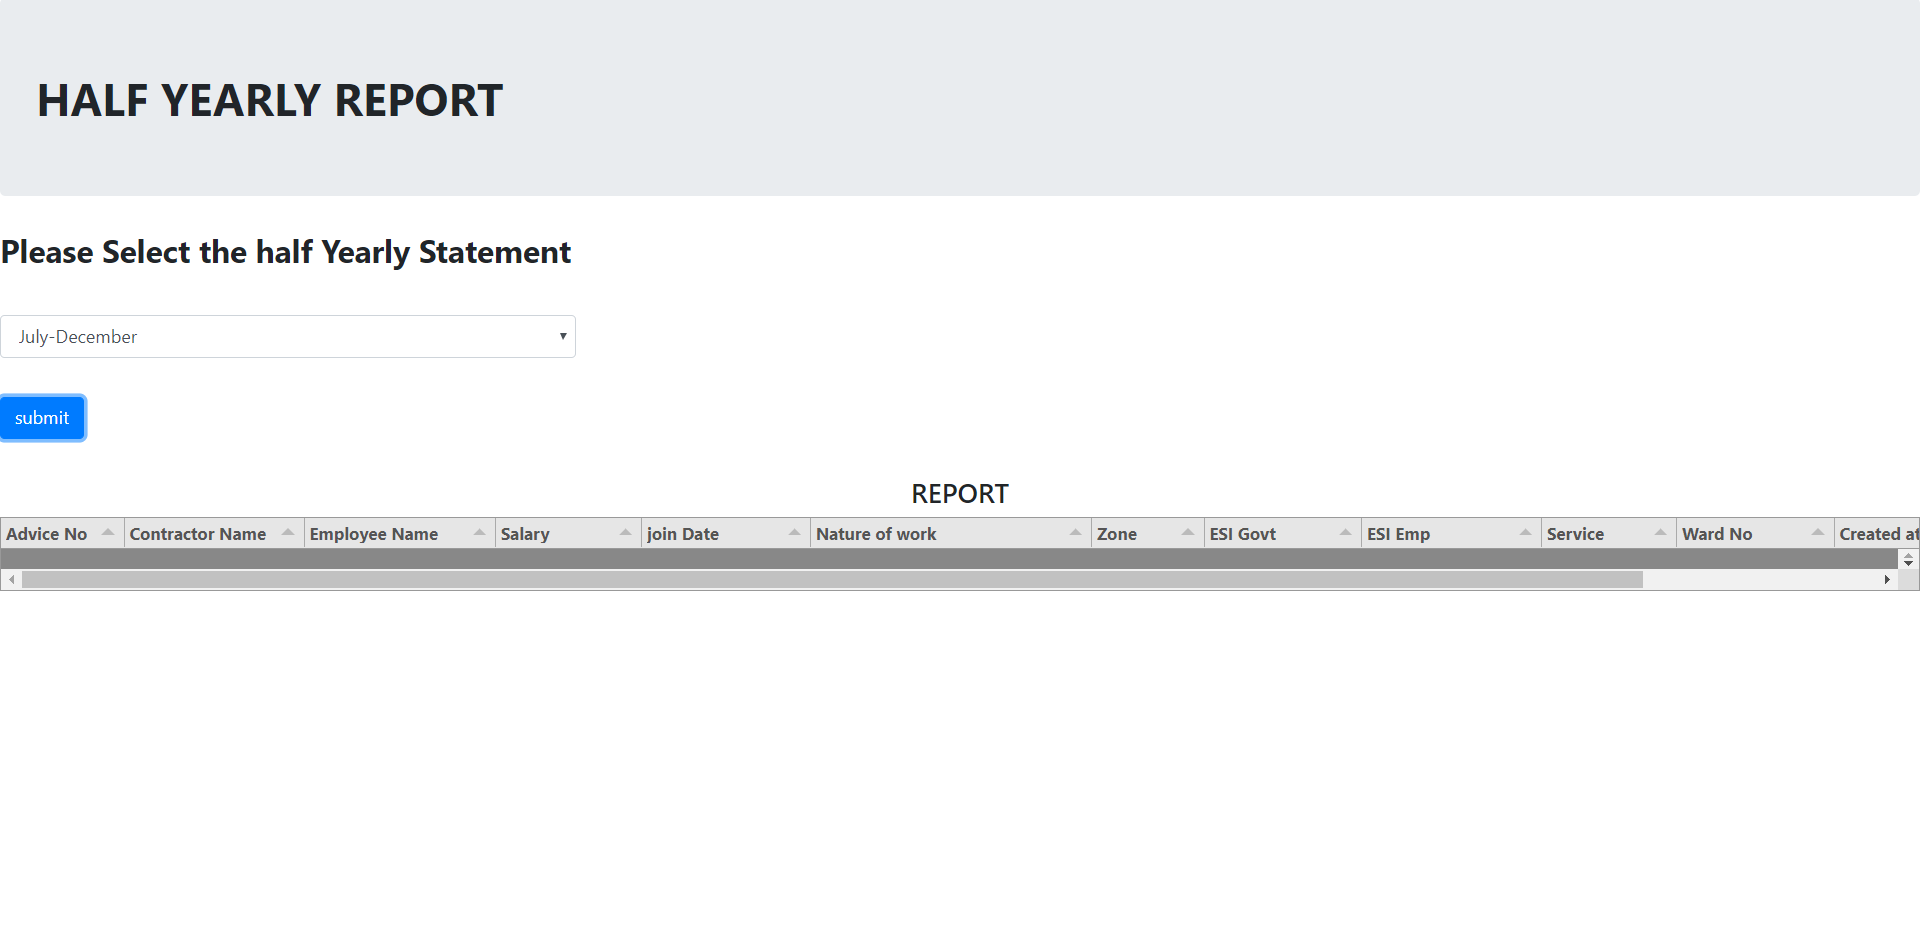 HALF YEARLY REPORT
Please Select the half Yearly Statement
July-December
submit
REPORT
Advice No Contractor Name Employee Name Salary join Date Nature of work Zone ESI Govt ESI Emp Service Ward No Created at